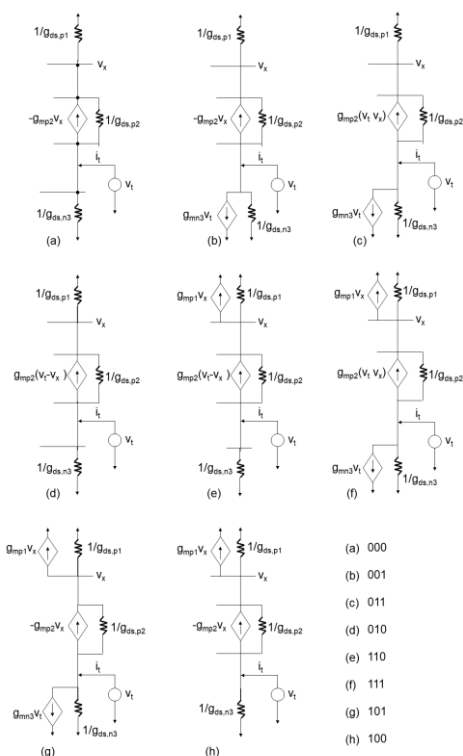 1/gds,p1
vx
-gmp2vx
1/gds,p2
it
vt
1/gds,n3
(a)
1/gds,p1
vx
-gmp2vx
1/gds,p2
it
vt
gmn3vt
1/gds,n3
(b)
1/gds,p1
vx
gmp2(vt vx)
1/gds,p2
it
vt
gmn3vt
1/gds,n3
(c)
1/gds,p1
vx
gmp2(vt-vx )
1/gds,p2
it
vt
1/gds,n3
(d)
gmp1vx
1/gds,p1
vx
gmp2(vt-vx )
1/gds,p2
it
vt
1/gds,n3
(e)
gmp1vx
1/gds,p1
vx
gmp2(vt vx)
1/gds,p2
it
vt
gmn3vt
1/gds,n3
(f)
gmp1vx
1/gds,p1
vx
-gmp2vx
1/gds,p2
it
vt
gmn3vt
1/gds,n3
(g)
gmp1vx
1/gds,p1
vx
-gmp2vx
1/gds,p2
it
vt
1/gds,n3
(h)
(a) 000
(b) 001
(c) 011
(d) 010
(e) 110
(f) 111
(g) 101
(h) 100